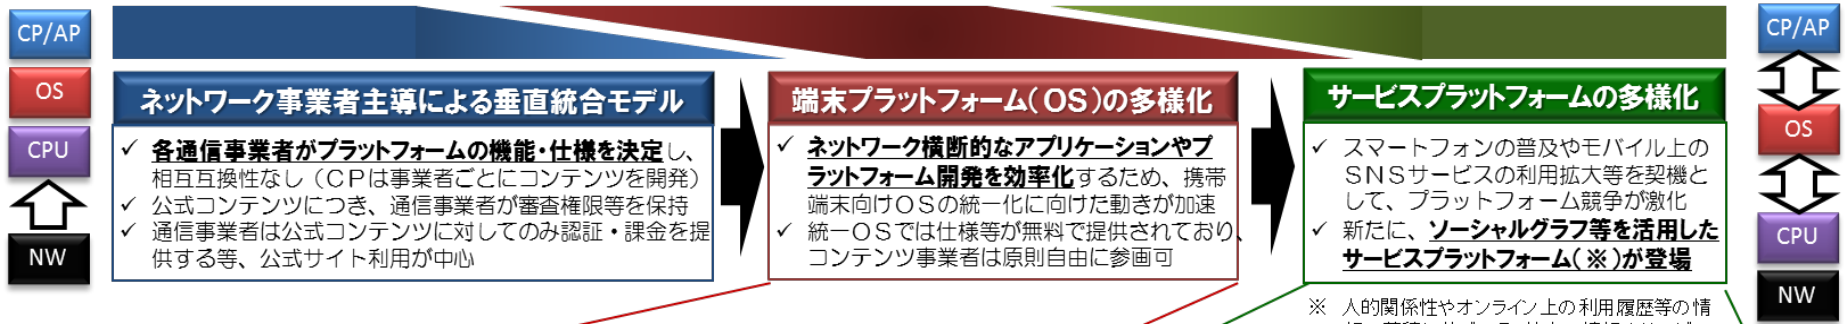 CP/AP
OS
CPU
NW
ネットワーク事業者主導による垂直統合モデル
✓ 各通信事業者がプラットフォームの機能・仕様を決定し、
相互互換性なし（ＣＰは事業者ごとにコンテンツを開発）
✓ 公式コンテンツにつき、通信事業者が審査権限等を保持
✓ 通信事業者は公式コンテンツに対してのみ認証・課金を提
供する等、公式サイト利用が中心
端末プラットフォーム（ＯＳ）の多様化
✓ ネットワーク横断的なアプリケーションやプ
ラットフォーム開発を効率化するため、携帯
端末向けＯＳの統一化に向けた動きが加速
✓ 統一ＯＳでは仕様等が無料で提供されており、
コンテンツ事業者は原則自由に参画可
サービスプラットフォームの多様化
✓ スマートフォンの普及やモバイル上の
ＳＮＳサービスの利用拡大等を契機と
して、プラットフォーム競争が激化
✓ 新たに、ソーシャルグラフ等を活用した
サービスプラットフォーム（※）が登場
※ 人的関係性やオンライン上の利用履歴等の情
CP/AP
OS
CPU
NW